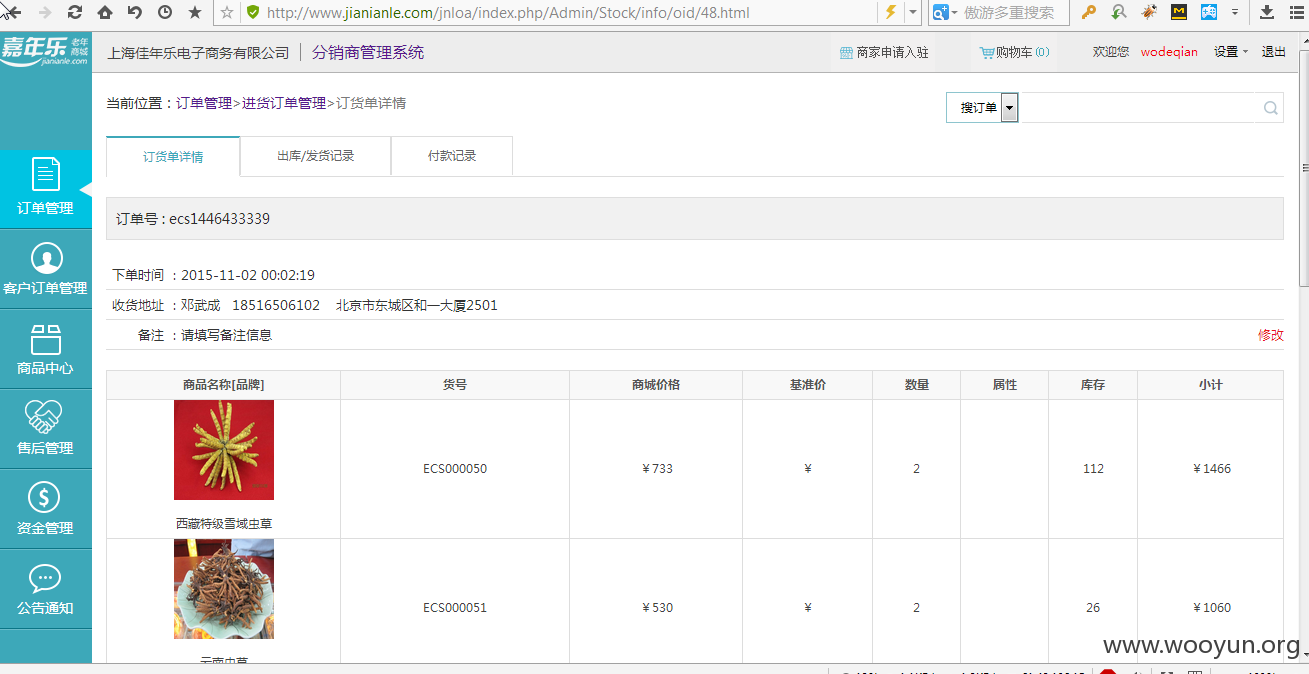 http://www.jianianle.com/jnloa/index.php/Admin/Stock/info/oid/48.html
傲游多重搜索
嘉年乐 老年商城
jianianle.com
上海佳年乐电子商务有限公司 分销商管理系统
商家申请入驻 购物车 (0) 欢迎您 wodeqian 设置 退出
当前位置：订单管理>进货订单管理>订货单详情
搜订单
订货单详情 出库/发货记录 付款记录
订单管理
客户订单管理
商品中心
售后管理
资金管理
公告通知
订单号 : ecs1446433339
下单时间 ：2015-11-02 00:02:19
收货地址 ：邓武成 18516506102 北京市东城区和一大厦2501
备注 ：请填写备注信息 修改
商品名称[品牌] 货号 商城价格 基准价 数量 属性 库存 小计
ECS000050 ￥733 ￥ 2 112 ￥1466
西藏特级雪域虫草
ECS000051 ￥530 ￥ 2 26 ￥1060
云南虫草
www.wooyun.org